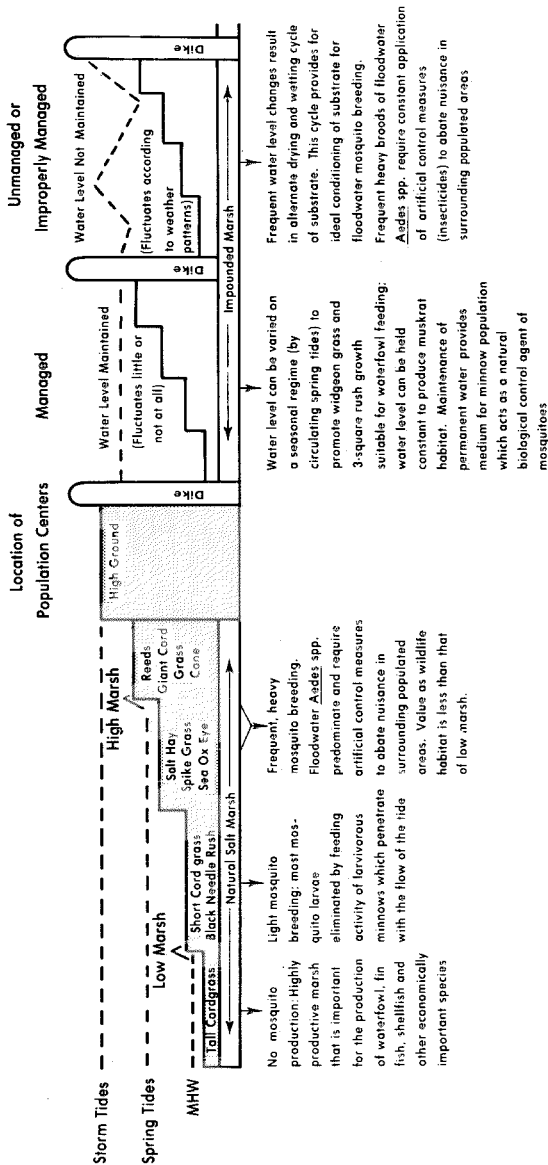 Location of
Population Centers
Managed
Unmanaged or
Improperly Managed
Storm Tides
Spring Tides
MHW
Low Marsh
High Marsh
High Ground
Tall Cordgrass
Short Cord grass
Black Needle Rush
Salt Hay
Spike Grass
Sea Ox Eye
Reeds
Giant Cord
Grass
Cane
Natural Salt Marsh
Dike
Water Level Maintained
(Fluctuates little or
not at all)
Dike
Water Level Not Maintained
(Fluctuates according
to weather
patterns)
Dike
Impounded Marsh
No mosquito
production: Highly
productive marsh
that is important
for the production
of waterfowl, fin
fish, shellfish and
other economically
important species
Light mosquito
breeding; most mos-
quito larvae
eliminated by feeding
activity of larvivorous
minnows which penetrate
with the flow of the tide
Frequent, heavy
mosquito breeding.
Floodwater Aedes spp.
predominate and require
artificial control measures
to abate nuisance in
surrounding populated
areas. Value as wildlife
habitat is less than that
of low marsh.
Water level can be varied on
a seasonal regime (by
circulating spring tides) to
promote widgeon grass and
3-square rush growth
suitable for waterfowl feeding;
water level can be held
constant to produce muskrat
habitat. Maintenance of
permanent water provides
medium for minnow population
which acts as a natural
biological control agent of
mosquitoes
Frequent water level changes result
in alternate drying and wetting cycle
of substrate. This cycle provides for
ideal conditioning of substrate for
floodwater mosquito breeding.
Frequent heavy broods of floodwater
Aedes spp. require constant application
of artificial control measures
(insecticides) to abate nuisance in
surrounding populated areas